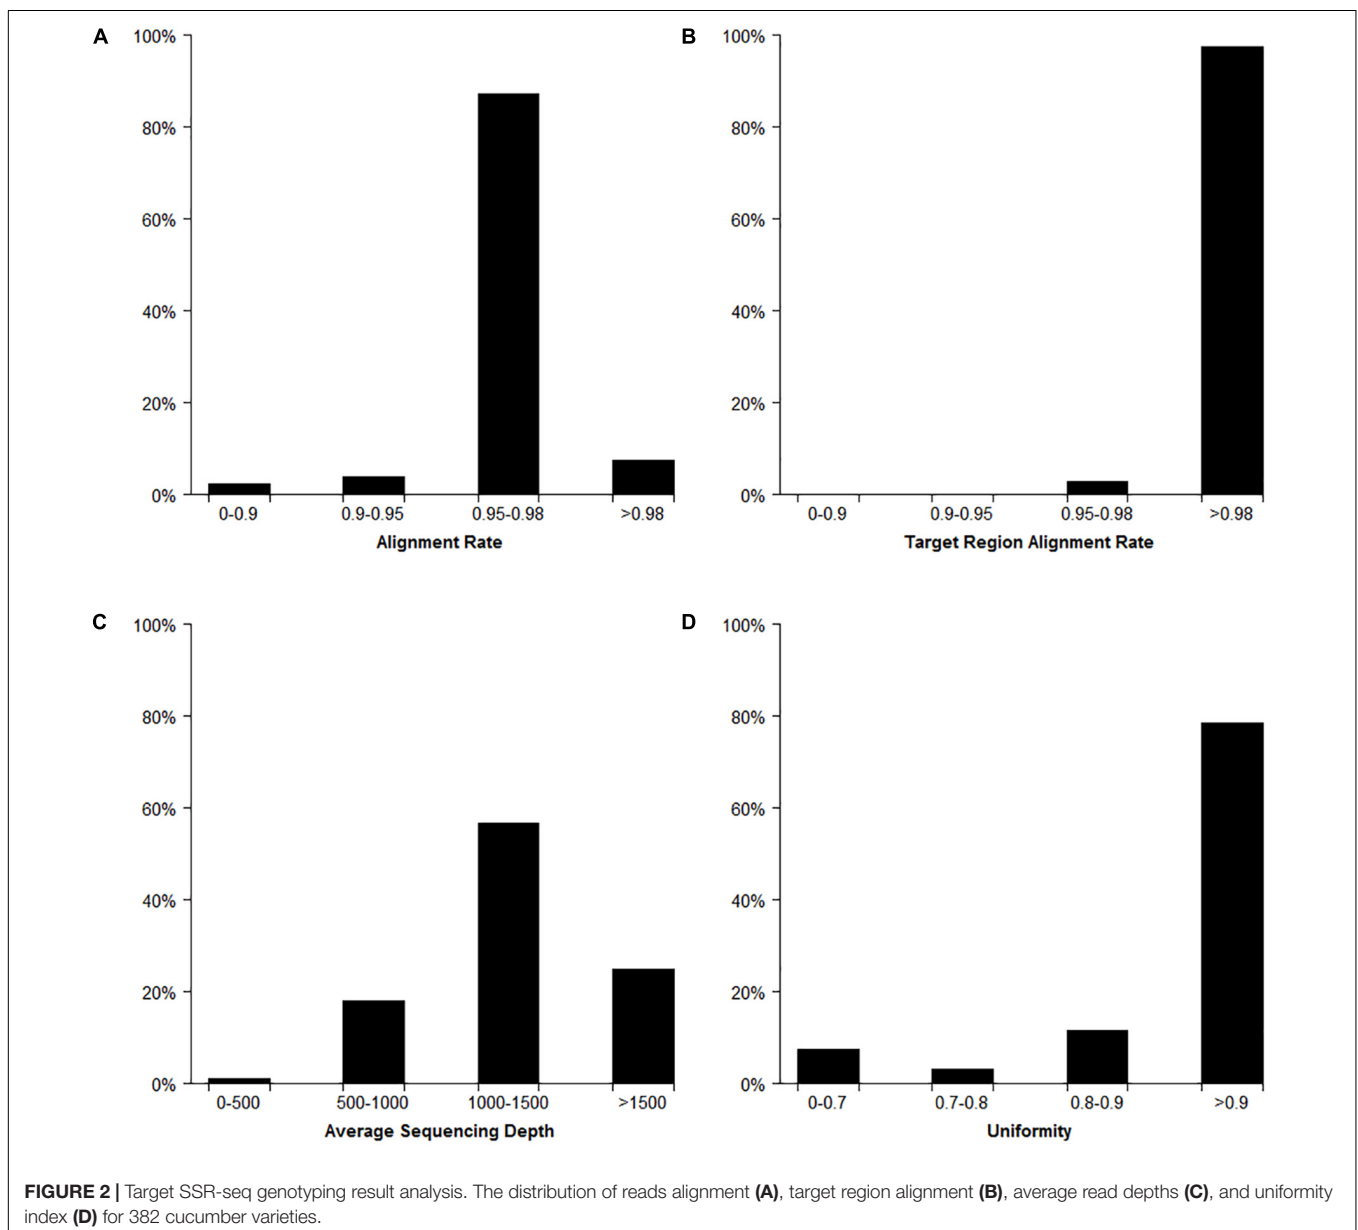 A
100%
80%
60%
40%
20%
0%
0-0.9 0.9-0.95 0.95-0.98 >0.98
Alignment Rate
B
100%
80%
60%
40%
20%
0%
0-0.9 0.9-0.95 0.95-0.98 >0.98
Target Region Alignment Rate
C
100%
80%
60%
40%
20%
0%
0-500 500-1000 1000-1500 >1500
Average Sequencing Depth
D
100%
80%
60%
40%
20%
0%
0-0.7 0.7-0.8 0.8-0.9 >0.9
Uniformity
FIGURE 2 | Target SSR-seq genotyping result analysis. The distribution of reads alignment (A), target region alignment (B), average read depths (C), and uniformity
index (D) for 382 cucumber varieties.